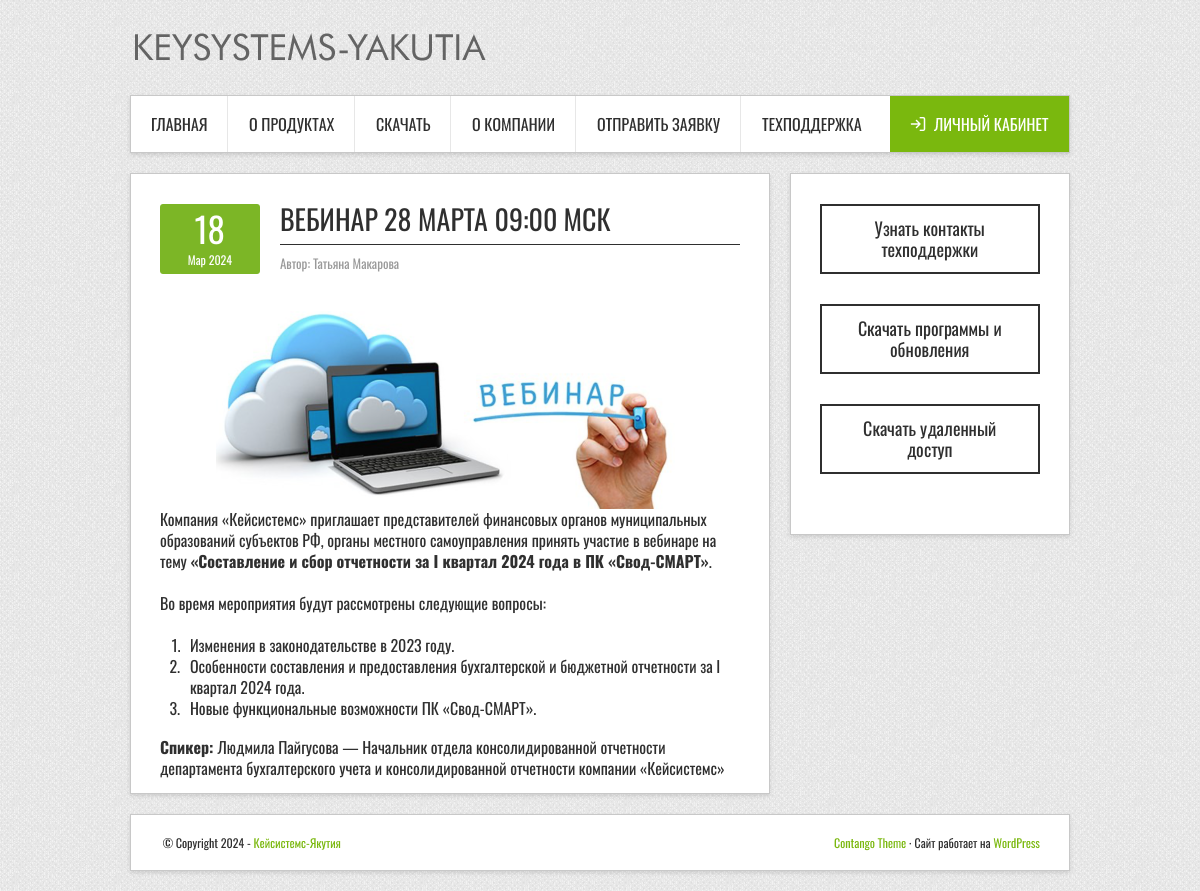 KEYSYSTEMS-YAKUTIA
ГЛАВНАЯ
О ПРОДУКТАХ
СКАЧАТЬ
О КОМПАНИИ
ОТПРАВИТЬ ЗАЯВКУ
ТЕХПОДДЕРЖКА
ЛИЧНЫЙ КАБИНЕТ
18
Мар 2024
ВЕБИНАР 28 МАРТА 09:00 МСК
Автор: Татьяна Макарова
ВЕБИНАР
Компания «Кейсистемс» приглашает представителей финансовых органов муниципальных
образований субъектов РФ, органы местного самоуправления принять участие в вебинаре на
тему «Составление и сбор отчетности за I квартал 2024 года в ПК «Свод-СМАРТ».
Во время мероприятия будут рассмотрены следующие вопросы:
1. Изменения в законодательстве в 2023 году.
2. Особенности составления и предоставления бухгалтерской и бюджетной отчетности за I
квартал 2024 года.
3. Новые функциональные возможности ПК «Свод-СМАРТ».
Спикер: Людмила Пайгусова — Начальник отдела консолидированной отчетности
департамента бухгалтерского учета и консолидированной отчетности компании «Кейсистемс»
Узнать контакты
техподдержки
Скачать программы и
обновления
Скачать удаленный
доступ
© Copyright 2024 - Кейсистемс-Якутия
Contango Theme · Сайт работает на WordPress